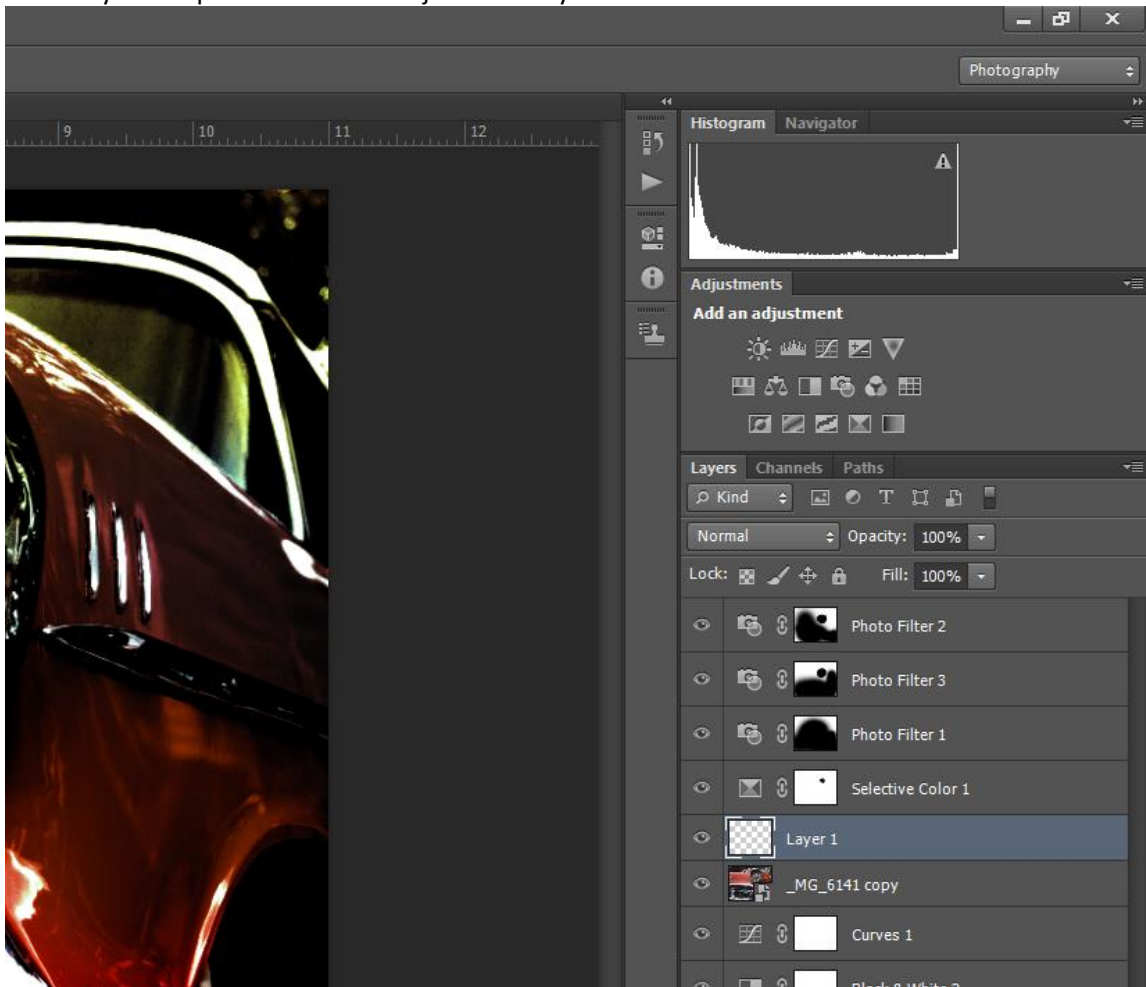 Photography
9 10 11 12
Histogram Navigator
Adjustments
Add an adjustment
Layers Channels Paths
Kind T
Normal Opacity: 100%
Lock: Fill: 100%
Photo Filter 2
Photo Filter 3
Photo Filter 1
Selective Color 1
Layer 1
_MG_6141 copy
Curves 1